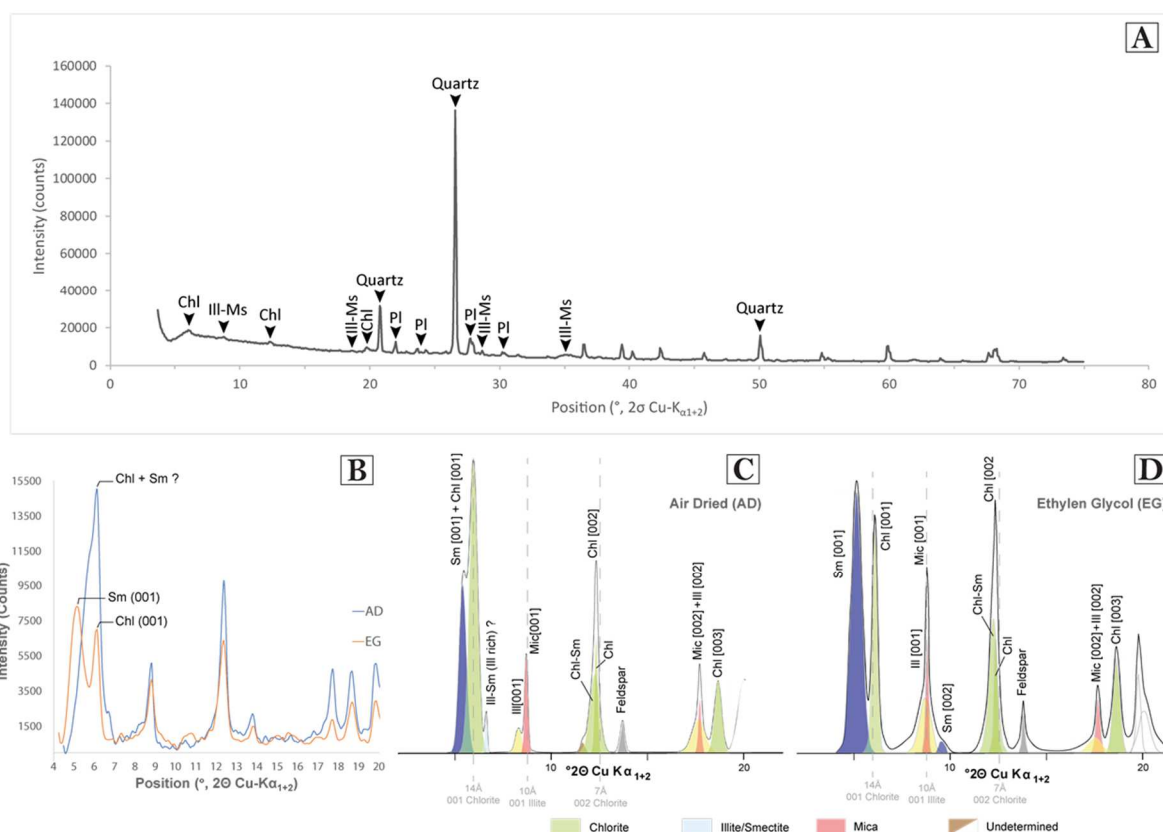 A
Intensity (counts)
160000
140000
120000
100000
80000
60000
40000
20000
0
Quartz
Quartz
Chl
Ill-Ms
Chl
Ill-Ms
Chl
Pl
Pl
Pl
Ill-Ms
Pl
Ill-Ms
Quartz
0 10 20 30 40 50 60 70 80
Position (°, 2σ Cu-Kα1+2)
B
Intensity (Counts)
15500
13500
11500
9500
7500
5500
3500
1500
Chl + Sm ?
Sm (001)
Chl (001)
AD
EG
4 5 6 7 8 9 10 11 12 13 14 15 16 17 18 19 20
Position (°, 2Θ Cu-Kα1+2)
C
Air Dried (AD)
Sm [001] + Chl [001]
Ill-Sm (Ill rich) ?
Ill[001]
Mic[001]
Chl-Sm
Chl [002]
Chl
Feldspar
Mic [002] + Ill [002]
Chl [003]
10 20
°2Θ Cu Kα 1+2
14Å
001 Chlorite
10Å
001 Illite
7Å
002 Chlorite
D
Ethylen Glycol (EG)
Sm [001]
Chl [001]
Ill [001]
Mic [001]
Sm [002]
Chl-Sm
Chl [002]
Chl
Feldspar
Mic [002] + Ill [002]
Chl [003]
10 20
°2Θ Cu Kα 1+2
14Å
001 Chlorite
10Å
001 Illite
7Å
002 Chlorite
Chlorite
Illite/Smectite
Mica
Undetermined